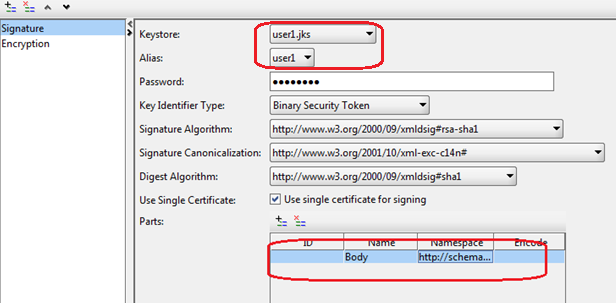 Signature
Encryption
Keystore: user1.jks
Alias: user1
Password: ●●●●●●●●
Key Identifier Type: Binary Security Token
Signature Algorithm: http://www.w3.org/2000/09/xmldsig#rsa-sha1
Signature Canonicalization: http://www.w3.org/2001/10/xml-exc-c14n#
Digest Algorithm: http://www.w3.org/2000/09/xmldsig#sha1
Use Single Certificate: Use single certificate for signing
Parts:
ID Name Namespace Encode
Body http://schema...